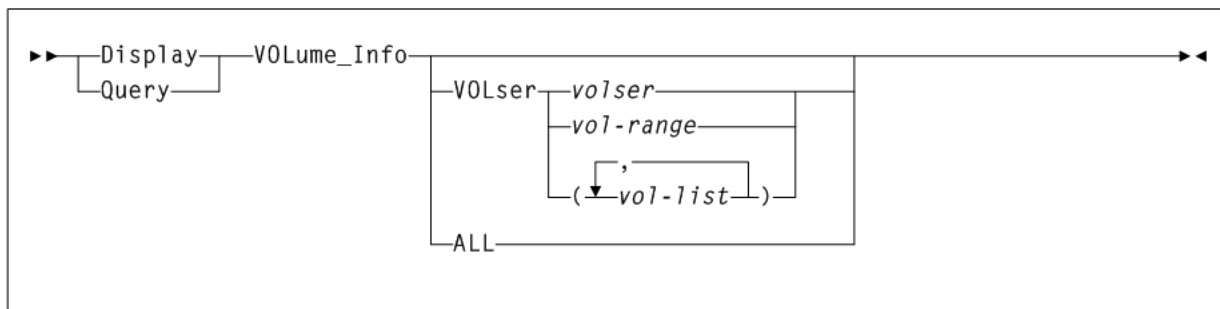 Display VOLume_Info
Query
VOLser volser
vol-range
,
(vol-list)
ALL